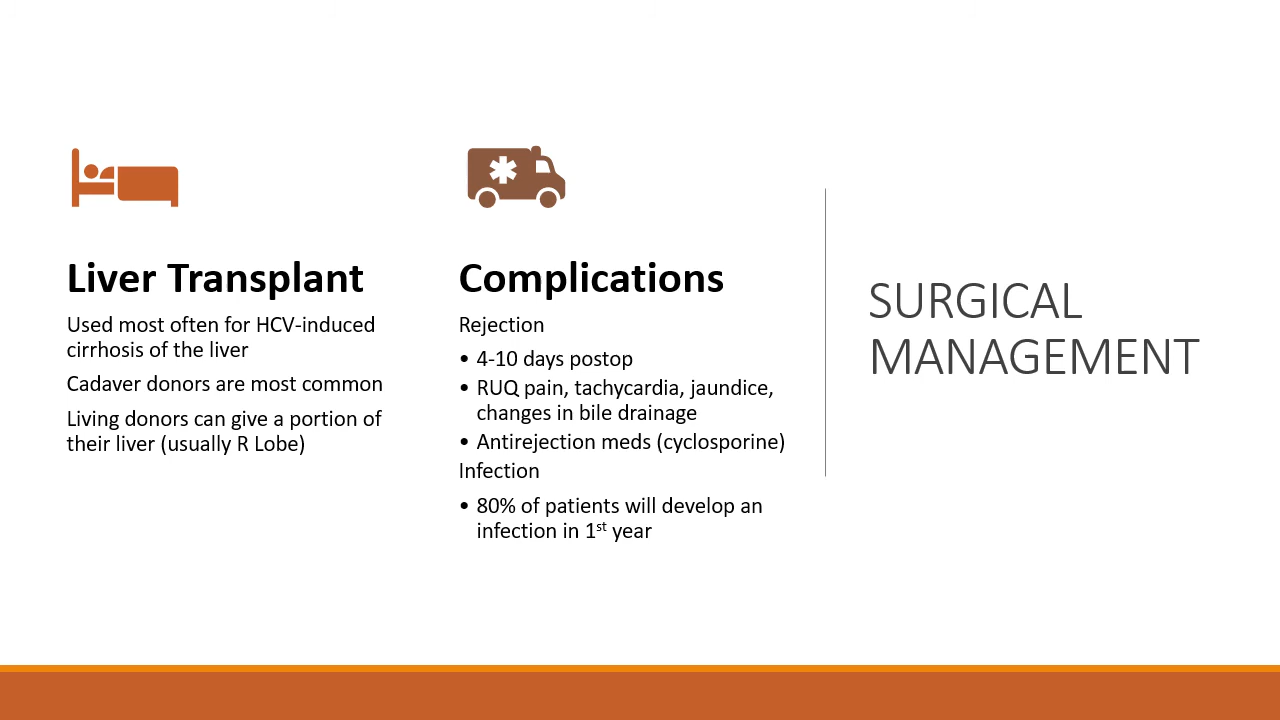 Liver Transplant
Used most often for HCV-induced
cirrhosis of the liver
Cadaver donors are most common
Living donors can give a portion of
their liver (usually R Lobe)
Complications
Rejection
• 4-10 days postop
• RUQ pain, tachycardia, jaundice,
changes in bile drainage
• Antirejection meds (cyclosporine)
Infection
• 80% of patients will develop an
infection in 1st year
SURGICAL
MANAGEMENT